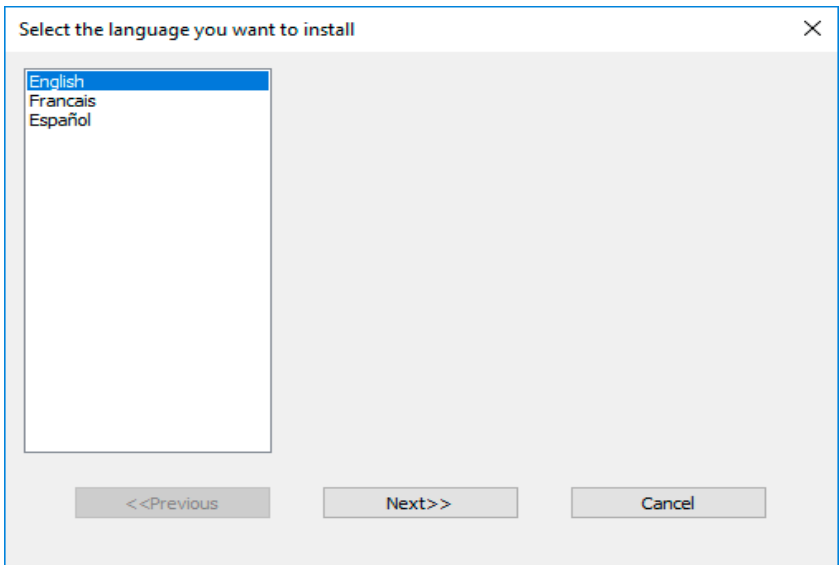 Select the language you want to install
English
Francais
Español
<<Previous
Next>>
Cancel